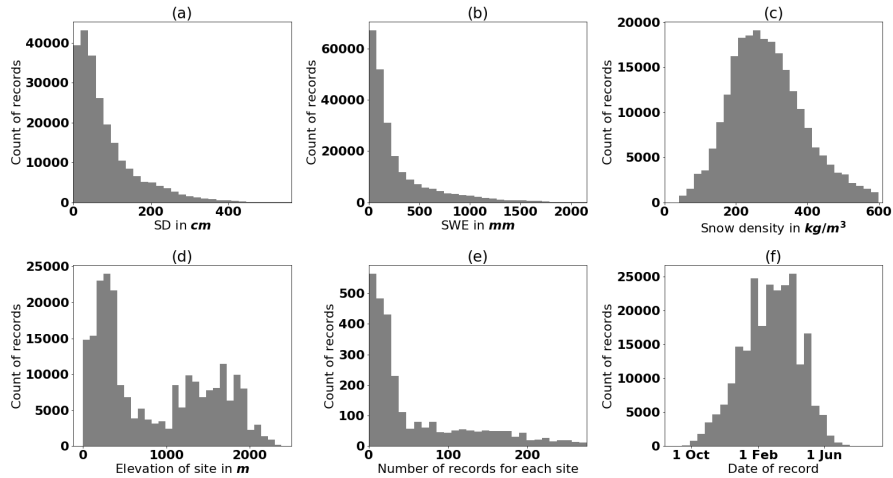 (a)
40000
30000
20000
10000
0
Count of records
0 200 400
SD in cm
(b)
60000
40000
20000
0
Count of records
0 500 1000 1500 2000
SWE in mm
(c)
20000
15000
10000
5000
0
Count of records
0 200 400 600
Snow density in kg/m³
(d)
25000
20000
15000
10000
5000
0
Count of records
0 1000 2000
Elevation of site in m
(e)
500
400
300
200
100
0
Count of records
0 100 200
Number of records for each site
(f)
25000
20000
15000
10000
5000
0
Count of records
1 Oct 1 Feb 1 Jun
Date of record